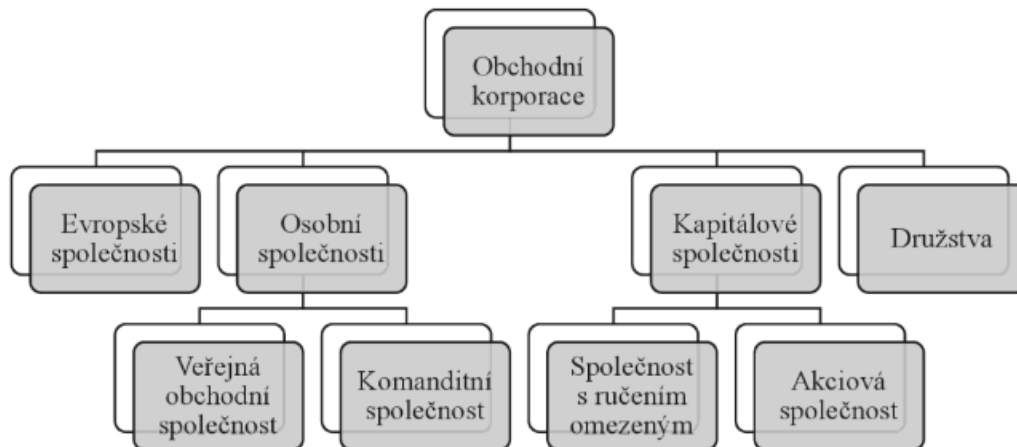 Obchodní
korporace
Evropské
společnosti
Osobní
společnosti
Kapitálové
společnosti
Družstva
Veřejná
obchodní
společnost
Komanditní
společnost
Společnost
s ručením
omezeným
Akciová
společnost